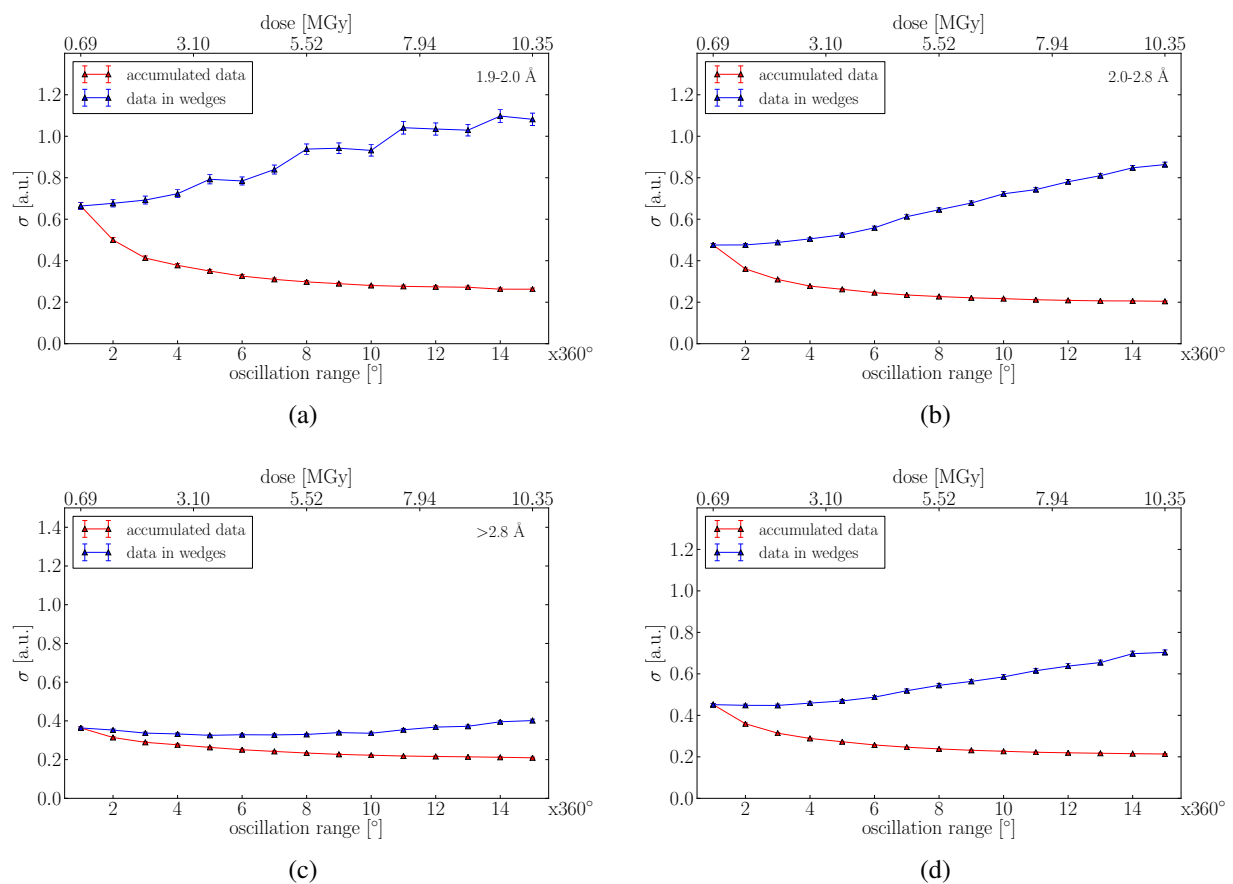 dose [MGy]
0.69 3.10 5.52 7.94 10.35
accumulated data
data in wedges
1.9-2.0 Å
σ [a.u.]
1.2
1.0
0.8
0.6
0.4
0.2
0.0
2 4 6 8 10 12 14 x360°
oscillation range [°]
(a)
dose [MGy]
0.69 3.10 5.52 7.94 10.35
accumulated data
data in wedges
2.0-2.8 Å
σ [a.u.]
1.2
1.0
0.8
0.6
0.4
0.2
0.0
2 4 6 8 10 12 14 x360°
oscillation range [°]
(b)
dose [MGy]
0.69 3.10 5.52 7.94 10.35
accumulated data
data in wedges
>2.8 Å
σ [a.u.]
1.4
1.2
1.0
0.8
0.6
0.4
0.2
0.0
2 4 6 8 10 12 14 x360°
oscillation range [°]
(c)
dose [MGy]
0.69 3.10 5.52 7.94 10.35
accumulated data
data in wedges
σ [a.u.]
1.2
1.0
0.8
0.6
0.4
0.2
0.0
2 4 6 8 10 12 14 x360°
oscillation range [°]
(d)